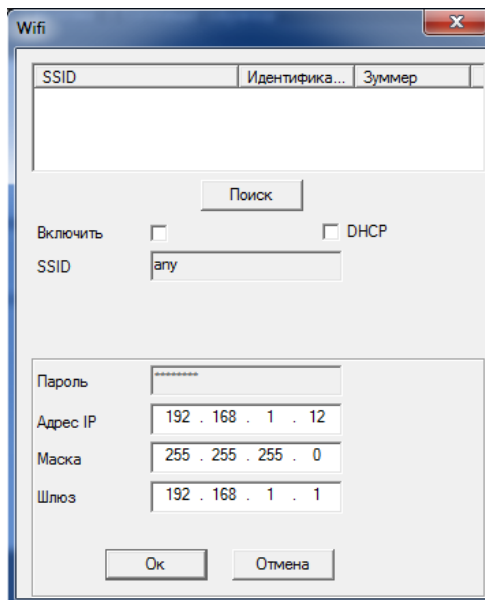 Wifi
SSID Идентифика... Зуммер
Поиск
Включить DHCP
SSID any
Пароль ********
Адрес IP 192 . 168 . 1 . 12
Маска 255 . 255 . 255 . 0
Шлюз 192 . 168 . 1 . 1
Ок Отмена